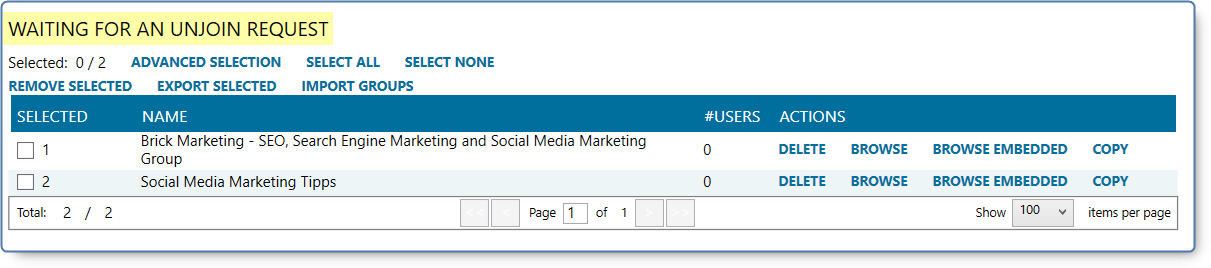 WAITING FOR AN UNJOIN REQUEST
Selected: 0 / 2 ADVANCED SELECTION SELECT ALL SELECT NONE
REMOVE SELECTED EXPORT SELECTED IMPORT GROUPS
SELECTED NAME #USERS ACTIONS
1 Brick Marketing - SEO, Search Engine Marketing and Social Media Marketing
Group 0 DELETE BROWSE BROWSE EMBEDDED COPY
2 Social Media Marketing Tipps 0 DELETE BROWSE BROWSE EMBEDDED COPY
Total: 2 / 2 << < Page 1 of 1 > >> Show 100 items per page